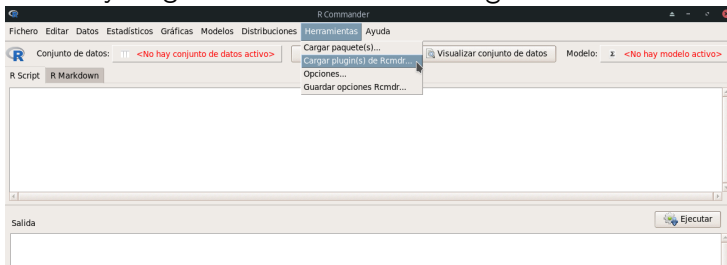 R Commander
Fichero Editar Datos Estadísticos Gráficas Modelos Distribuciones Herramientas Ayuda
Cargar paquete(s)...
Cargar plugin(s) de Rcmdr...
Opciones...
Guardar opciones Rcmdr...
R Conjunto de datos: <No hay conjunto de datos activo> Visualizar conjunto de datos Modelo: Σ <No hay modelo activo>
R Script R Markdown
Salida Ejecutar